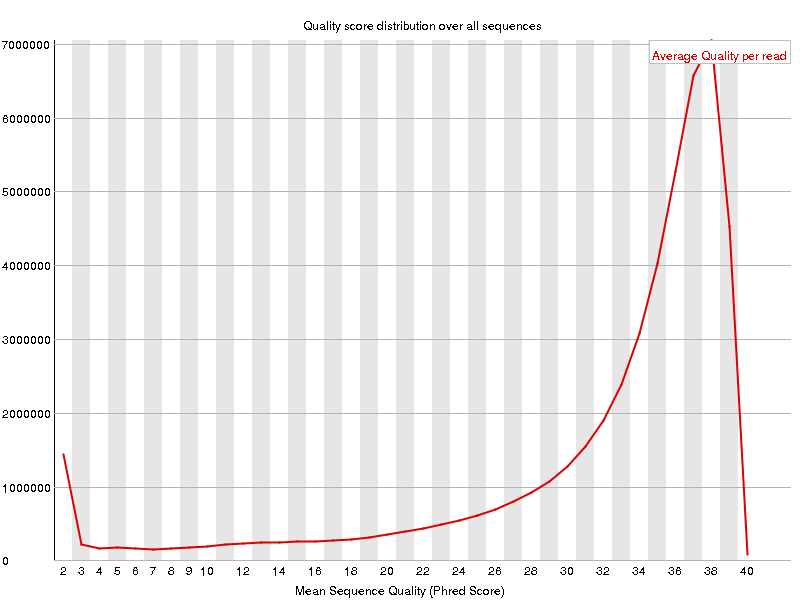 Quality score distribution over all sequences
Average Quality per read
7000000
6000000
5000000
4000000
3000000
2000000
1000000
0
2 3 4 5 6 7 8 9 10 12 14 16 18 20 22 24 26 28 30 32 34 36 38 40
Mean Sequence Quality (Phred Score)